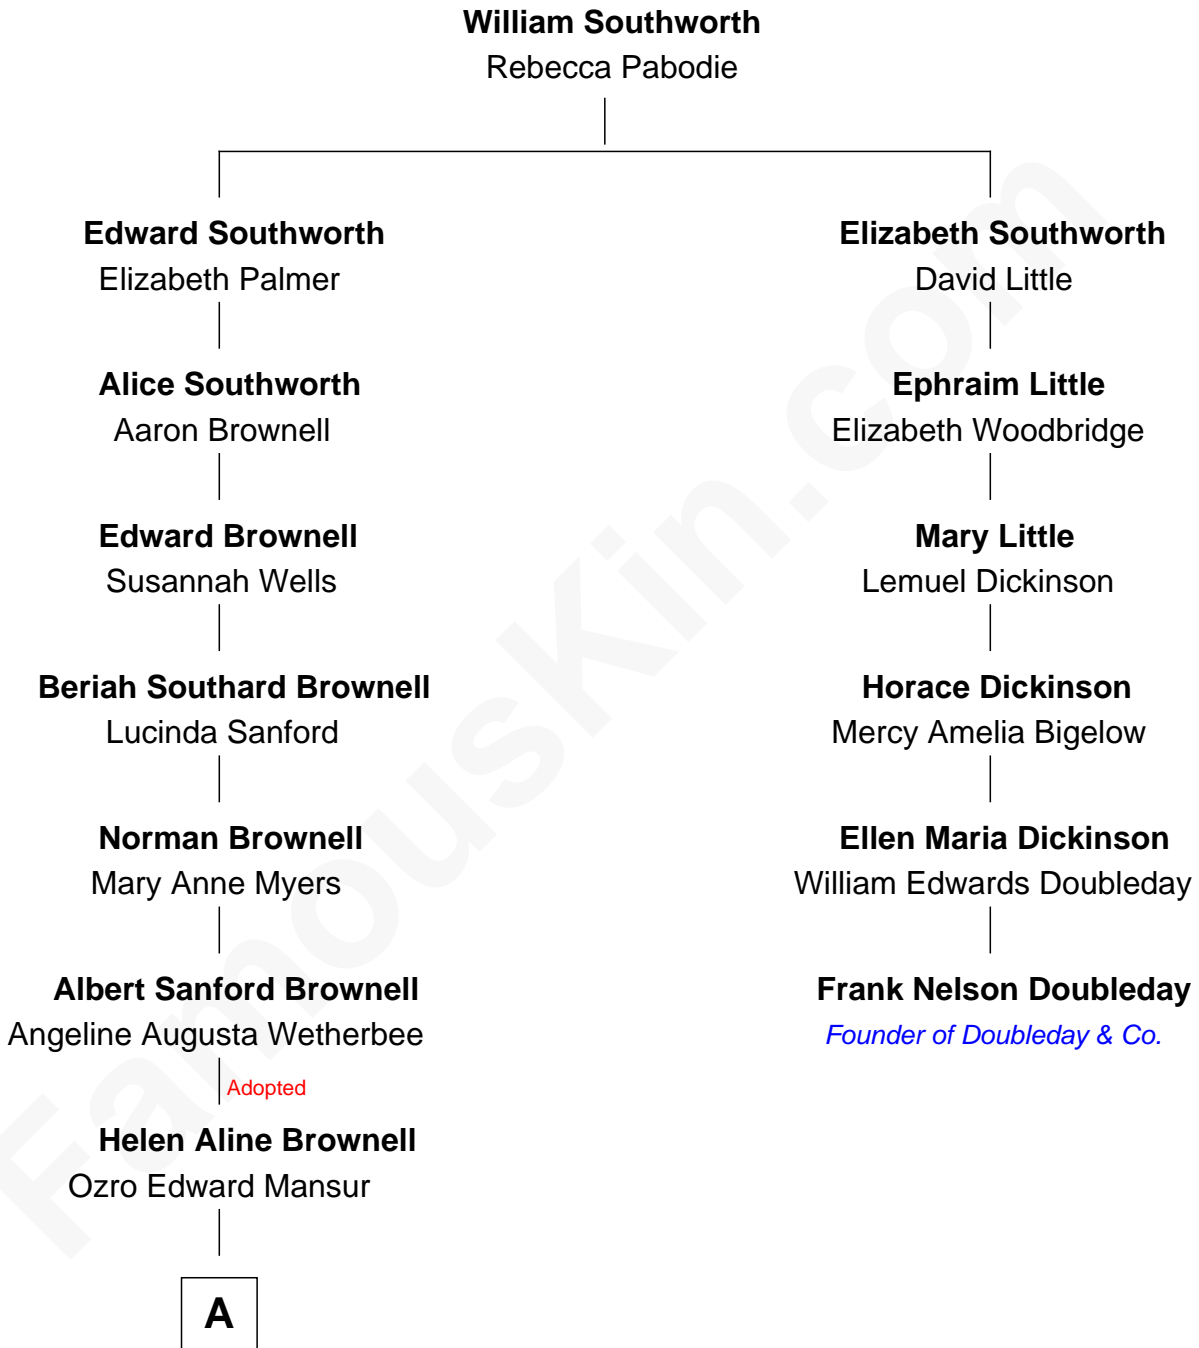 William Southworth
Rebecca Pabodie
Edward Southworth
Elizabeth Palmer
Alice Southworth
Aaron Brownell
Edward Brownell
Susannah Wells
Beriah Southard Brownell
Lucinda Sanford
Norman Brownell
Mary Anne Myers
Albert Sanford Brownell
Angeline Augusta Wetherbee
Adopted
Helen Aline Brownell
Ozro Edward Mansur
A
Elizabeth Southworth
David Little
Ephraim Little
Elizabeth Woodbridge
Mary Little
Lemuel Dickinson
Horace Dickinson
Mercy Amelia Bigelow
Ellen Maria Dickinson
William Edwards Doubleday
Frank Nelson Doubleday
Founder of Doubleday & Co.
FamousKin.com